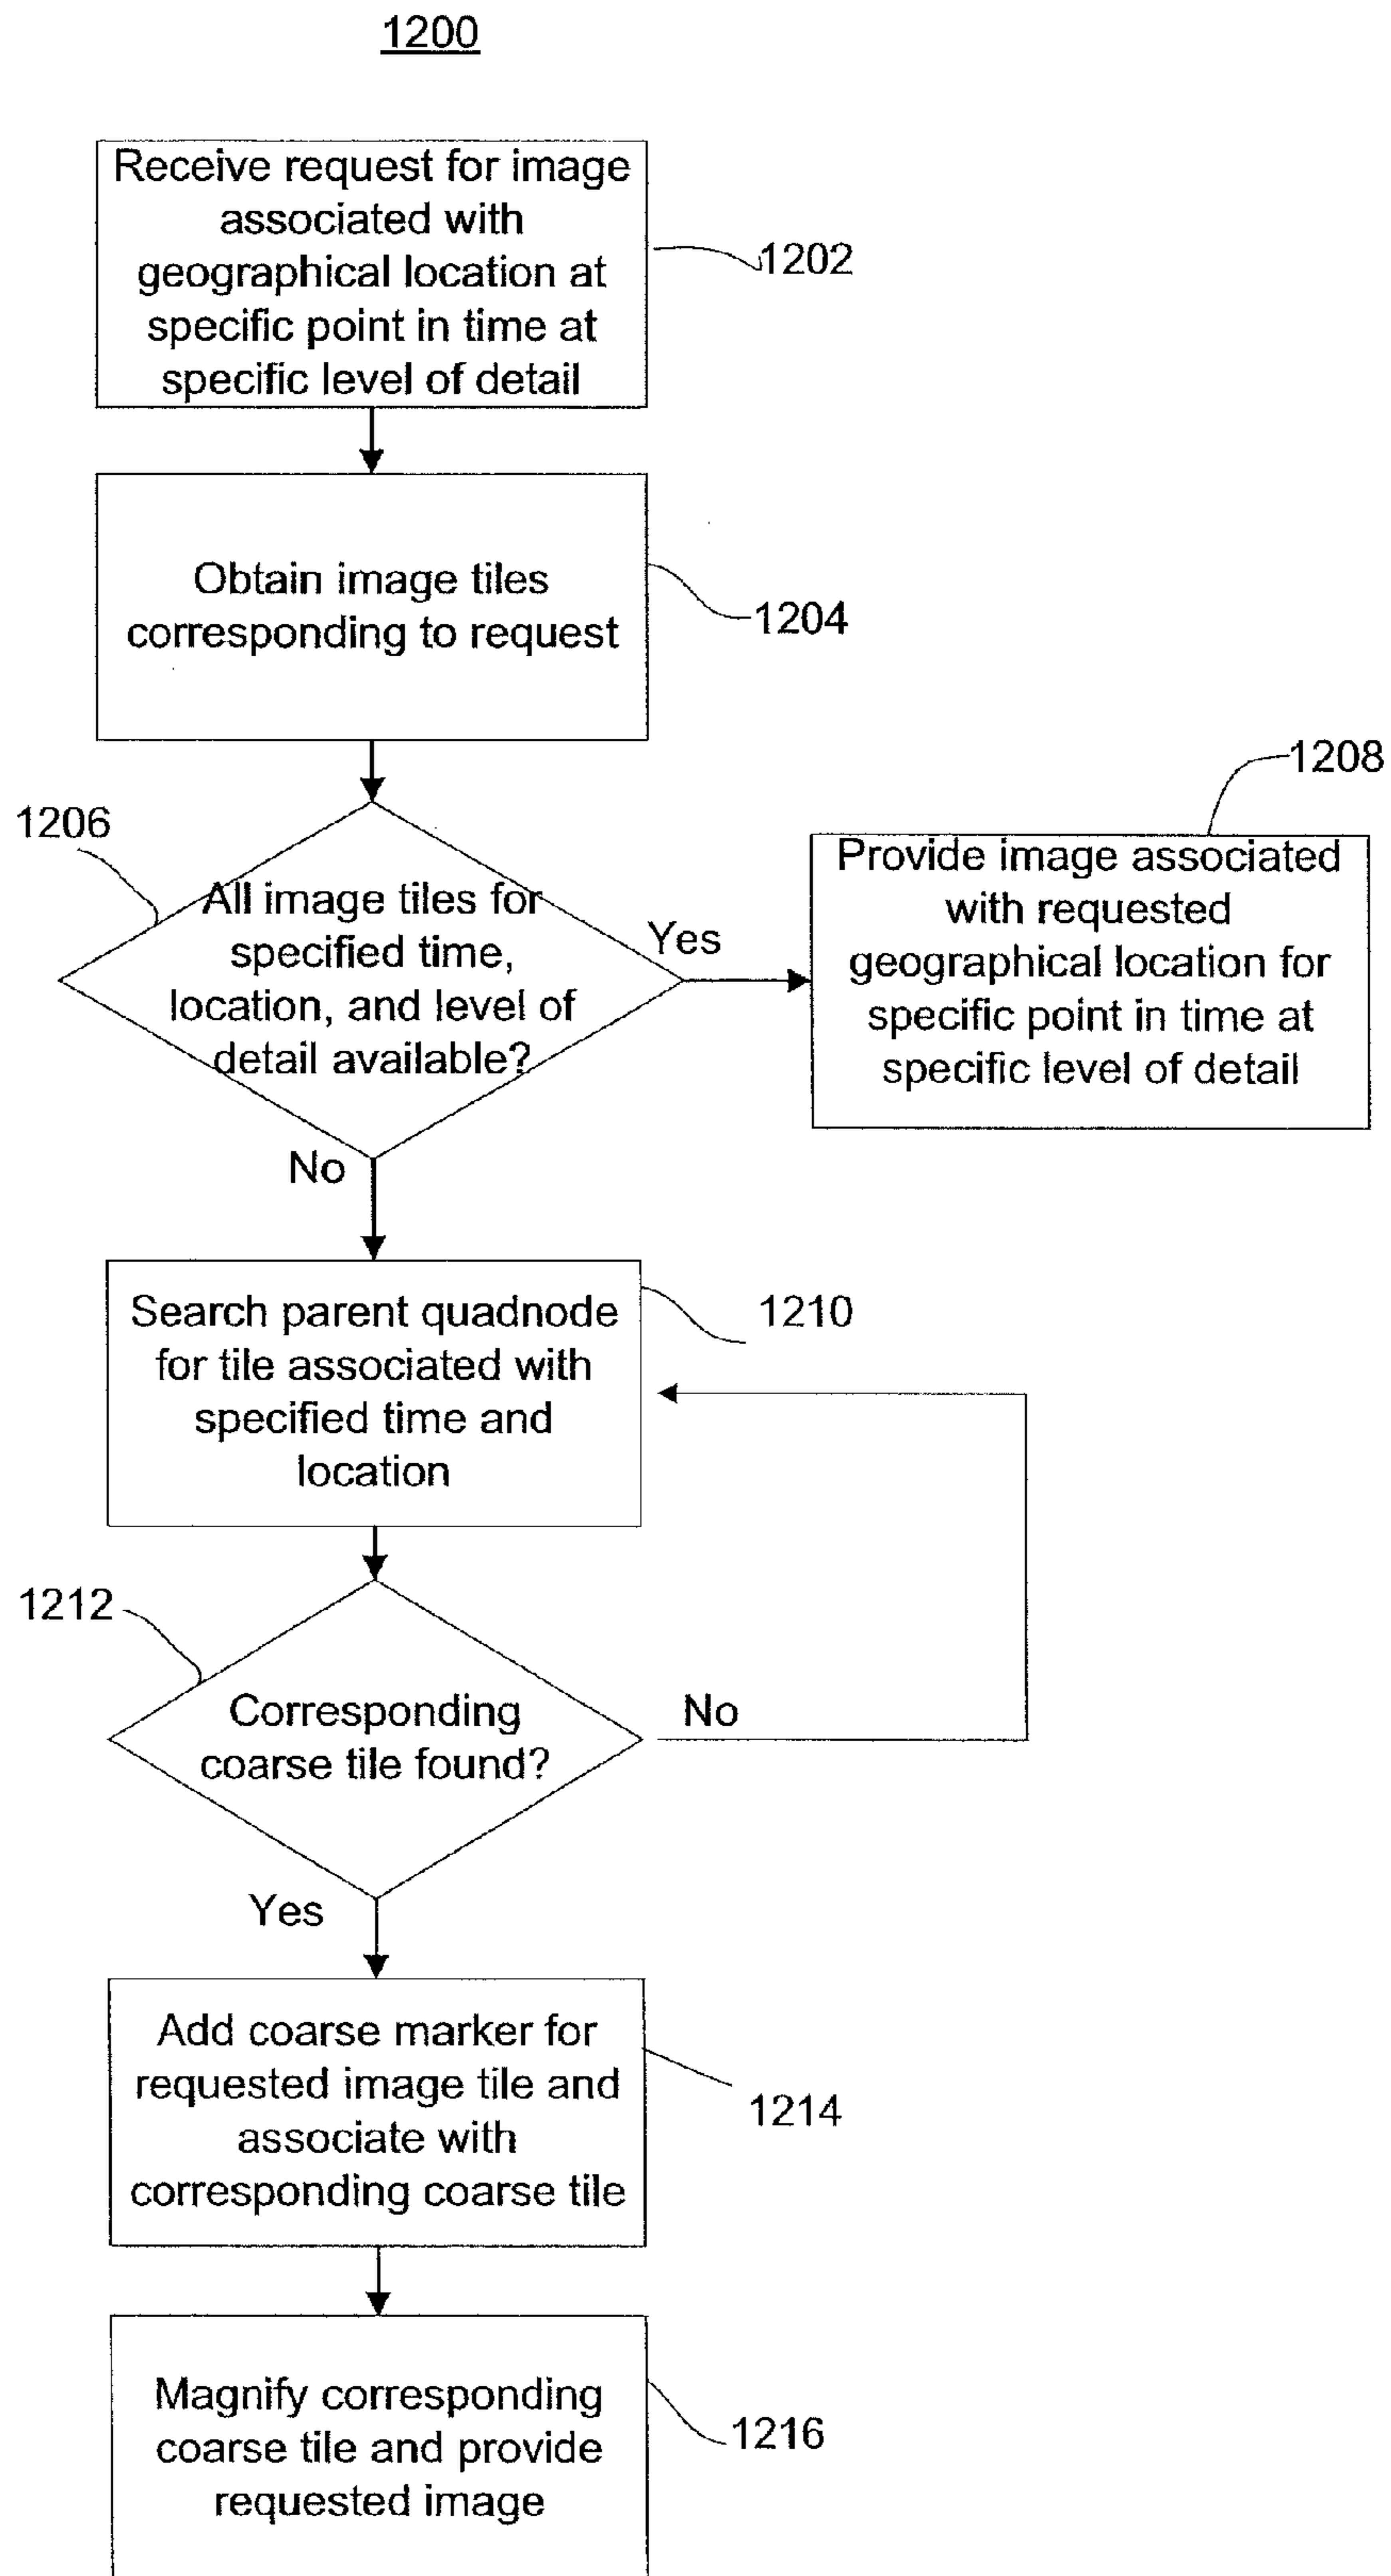 1200
Receive request for image
associated with
geographical location at
specific point in time at
specific level of detail
1202
Obtain image tiles
corresponding to request
1204
1206
All image tiles for
specified time,
location, and level of
detail available?
Yes
1208
Provide image associated
with requested
geographical location for
specific point in time at
specific level of detail
No
Search parent quadnode
for tile associated with
specified time and
location
1210
1212
Corresponding
coarse tile found?
No
Yes
Add coarse marker for
requested image tile and
associate with
corresponding coarse tile
1214
Magnify corresponding
coarse tile and provide
requested image
1216